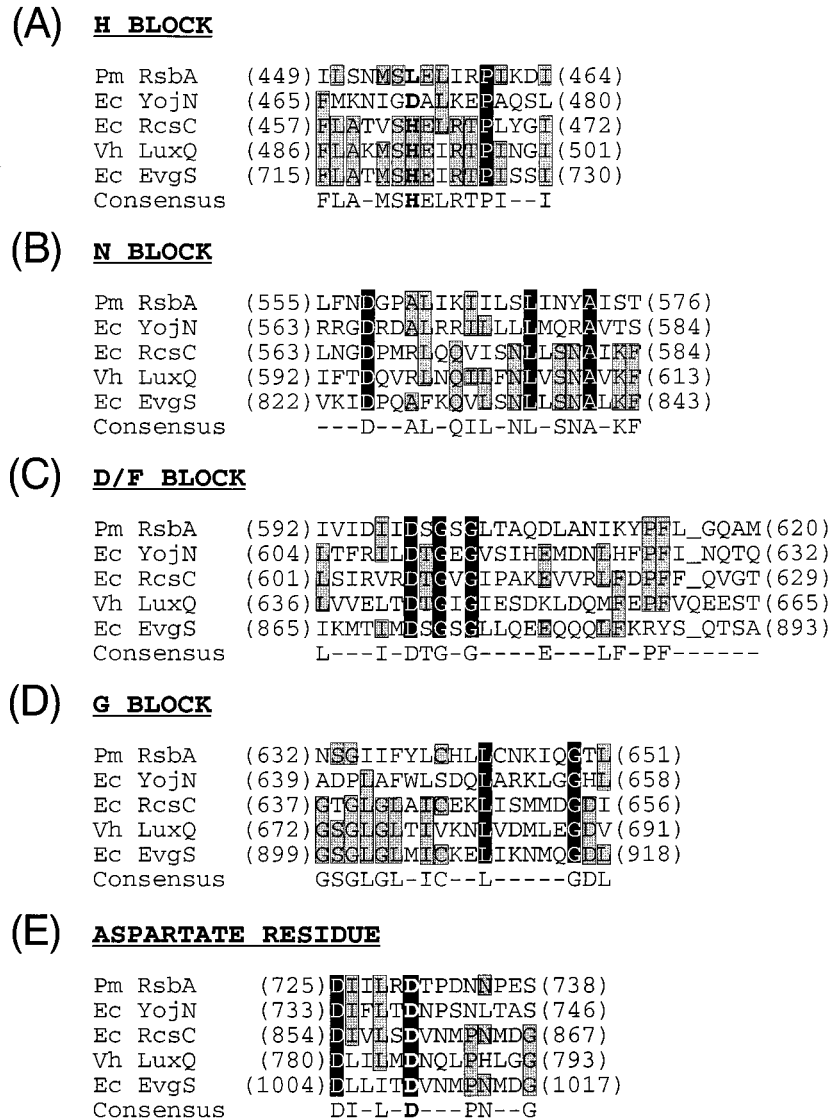 (A) H BLOCK
Pm RsbA (449) ILSNMSLELIRPLKDI (464)
Ec YojN (465) FMKNIGDALKEPAQSL (480)
Ec RcsC (457) FLATVSHELRTPLYGI (472)
Vh LuxQ (486) FLAKMSHEIRTPINGI (501)
Ec EvgS (715) FLATMSHEIRTPISSI (730)
Consensus FLA-MSHELRTPI--I
(B) N BLOCK
Pm RsbA (555) LFNDGPALIKIILSLINYAIST (576)
Ec YojN (563) RRGDRDALRRILLLLMQRAVTS (584)
Ec RcsC (563) LNGDPMRLQQVISNLLSNAIKF (584)
Vh LuxQ (592) IFTDQVRLNQILFNLVSNAVKF (613)
Ec EvgS (822) VKIDPQAFKQVLSNLLSNALKF (843)
Consensus ---D--AL-QIL-NL-SNA-KF
(C) D/F BLOCK
Pm RsbA (592) IVIDIIDSGSGLTAQDLANIKYPFL_GQAM (620)
Ec YojN (604) LTFRILDTGEGVSIHEMDNLHFPFI_NQTQ (632)
Ec RcsC (601) LSIRVRDTGVGIPAKEVVRLFDPFF_QVGT (629)
Vh LuxQ (636) LVVELTDTGIGIESDKLDQMFEPFVQEEST (665)
Ec EvgS (865) IKMTIMDSGSGLLQEEQQQLFKRYS_QTSA (893)
Consensus L---I-DTG-G----E---LF-PF------
(D) G BLOCK
Pm RsbA (632) NSGIIFYLCHLLCNKIQGTL (651)
Ec YojN (639) ADPLAFWLSDQLARKLGGHL (658)
Ec RcsC (637) GTGLGLAICEKLISMMDGDI (656)
Vh LuxQ (672) GSGLGLTIVKNLVDMLEGDV (691)
Ec EvgS (899) GSGLGLMICKELIKNMQGDL (918)
Consensus GSGLGL-IC--L-----GDL
(E) ASPARTATE RESIDUE
Pm RsbA (725) DIILRDTPDNNPES (738)
Ec YojN (733) DIFLTDNPSNLTAS (746)
Ec RcsC (854) DIVLSDVNMPNMDG (867)
Vh LuxQ (780) DLILMDNQLPHLGG (793)
Ec EvgS (1004) DLLITDVNMPNMDG (1017)
Consensus DI-L-D---PN--G